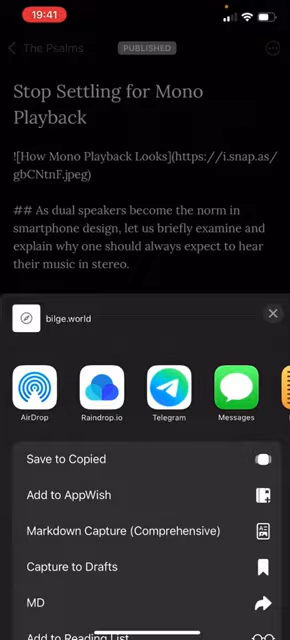 19:41
The Psalms
PUBLISHED
Stop Settling for Mono
Playback
![How Mono Playback Looks](https://i.snap.as/
gbCNtnF.jpeg)
## As dual speakers become the norm in
smartphone design, let us briefly examine and
explain why one should always expect to hear
their music in stereo.
bilge.world
AirDrop
Raindrop.io
Telegram
Messages
Save to Copied
Add to AppWish
Markdown Capture (Comprehensive)
Capture to Drafts
MD
Add to Reading List